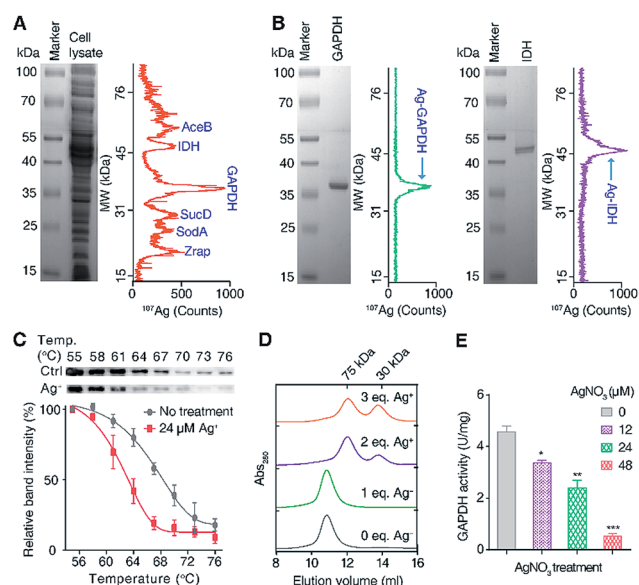 A
Marker
Cell
lysate
kDa
100
70
55
40
35
25
15
MW (kDa)
76
45
31
15
AceB
IDH
GAPDH
SucD
SodA
Zrap
0
500
1000
¹⁰⁷Ag (Counts)
B
kDa
Marker
GAPDH
100
70
55
40
35
25
15
MW (kDa)
76
45
31
15
Ag-GAPDH
0
1000
¹⁰⁷Ag (Counts)
kDa
Marker
IDH
100
70
55
40
35
25
15
MW (kDa)
76
45
31
15
Ag-IDH
0
1000
¹⁰⁷Ag (Counts)
C
Temp.
(°C) 55 58 61 64 67 70 73 76
Ctrl
Ag⁺
Relative band intensity (%)
100
50
0
No treatment
24 µM Ag⁺
56 60 64 68 72 76
Temperature (°C)
D
75 kDa
30 kDa
Abs₂₈₀
3 eq. Ag⁺
2 eq. Ag⁺
1 eq. Ag⁺
0 eq. Ag⁺
8 10 12 14 16
Elution volume (ml)
E
AgNO₃ (µM)
0
12
24
48
GAPDH activity (U/mg)
6
4
2
0
*
**
***
AgNO₃ treatment